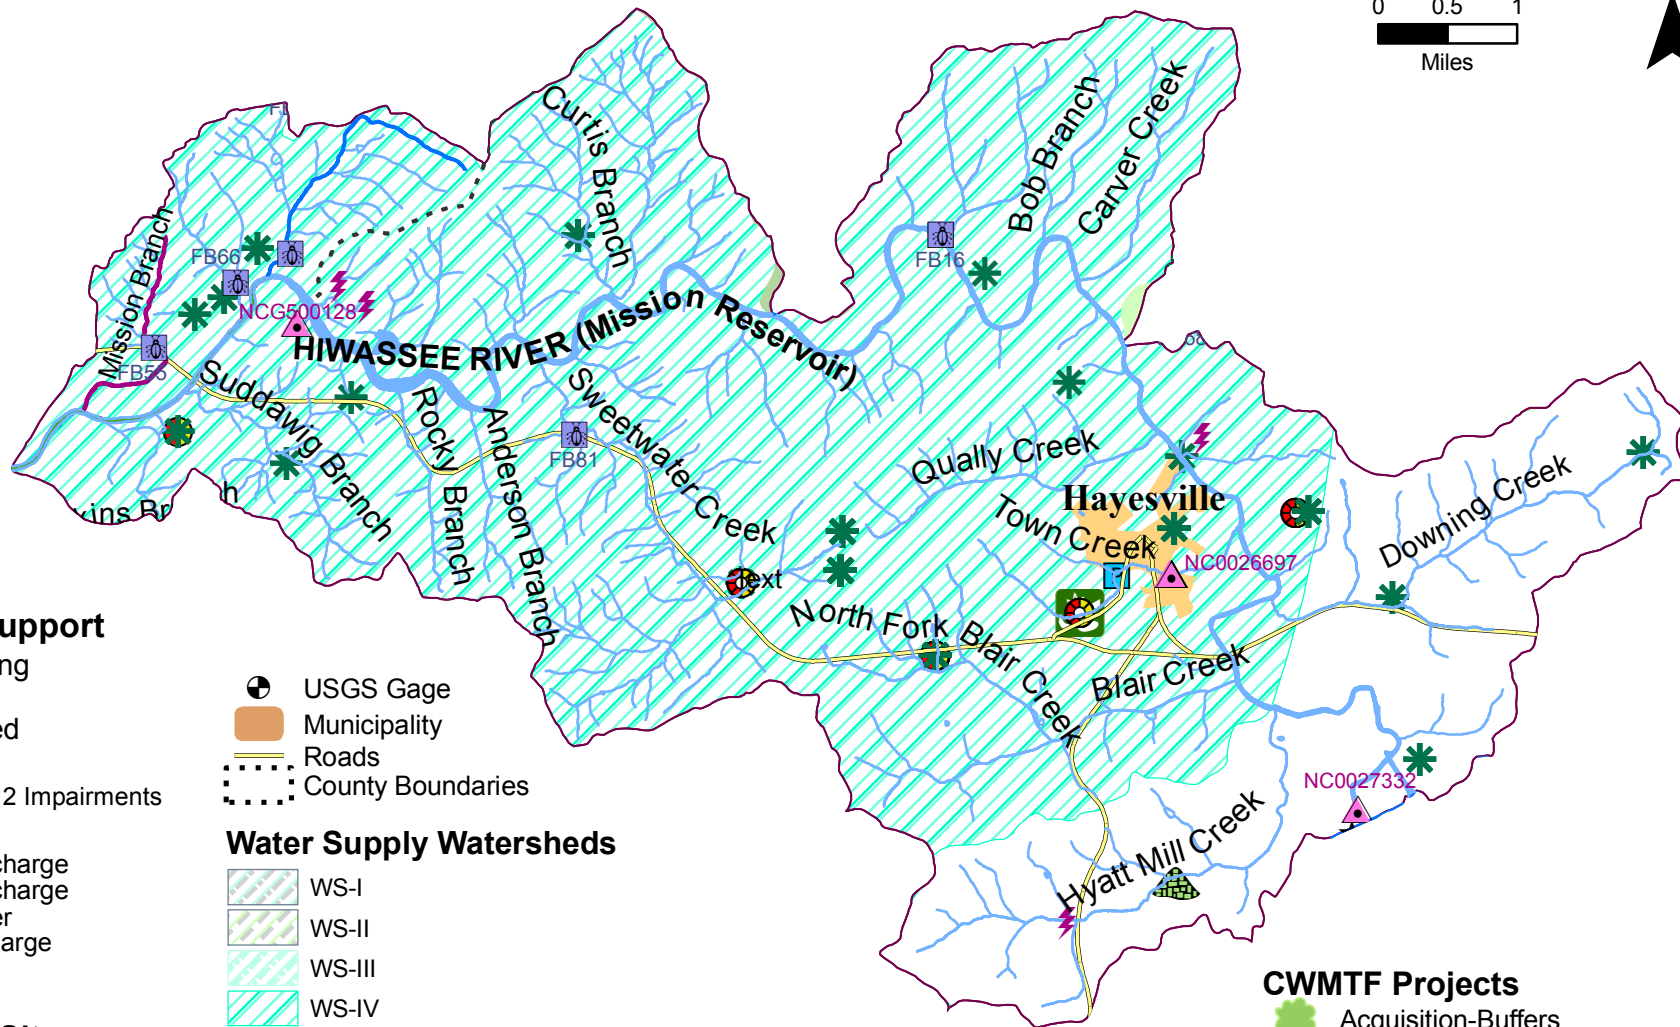 0 0.5 1
Miles
Curtis Branch
Bob Branch
Carver Creek
Mission Branch
FB66
FB16
NCG500128
HIWASSEE RIVER (Mission Reservoir)
FB55
Suddawig Branch
Rocky Branch
Anderson Branch
Sweetwater Creek
FB81
Qually Creek
Hayesville
Town Creek
Downing Creek
NC0026697
Text
North Fork Blair Creek
Blair Creek
NC0027332
Hyatt Mill Creek
upport
ng
ed
2 Impairments
charge
charge
er
arge
USGS Gage
Municipality
Roads
County Boundaries
Water Supply Watersheds
WS-I
WS-II
WS-III
WS-IV
CWMTF Projects
Acquisition-Buffers